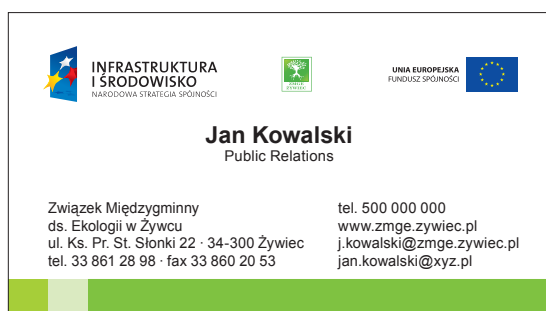 INFRASTRUKTURA
I ŚRODOWISKO
NARODOWA STRATEGIA SPÓJNOŚCI
ZMGE
ŻYWIEC
UNIA EUROPEJSKA
FUNDUSZ SPÓJNOŚCI
Jan Kowalski
Public Relations
Związek Międzygminny
ds. Ekologii w Żywcu
ul. Ks. Pr. St. Słonki 22 · 34-300 Żywiec
tel. 33 861 28 98 · fax 33 860 20 53
tel. 500 000 000
www.zmge.zywiec.pl
j.kowalski@zmge.zywiec.pl
jan.kowalski@xyz.pl